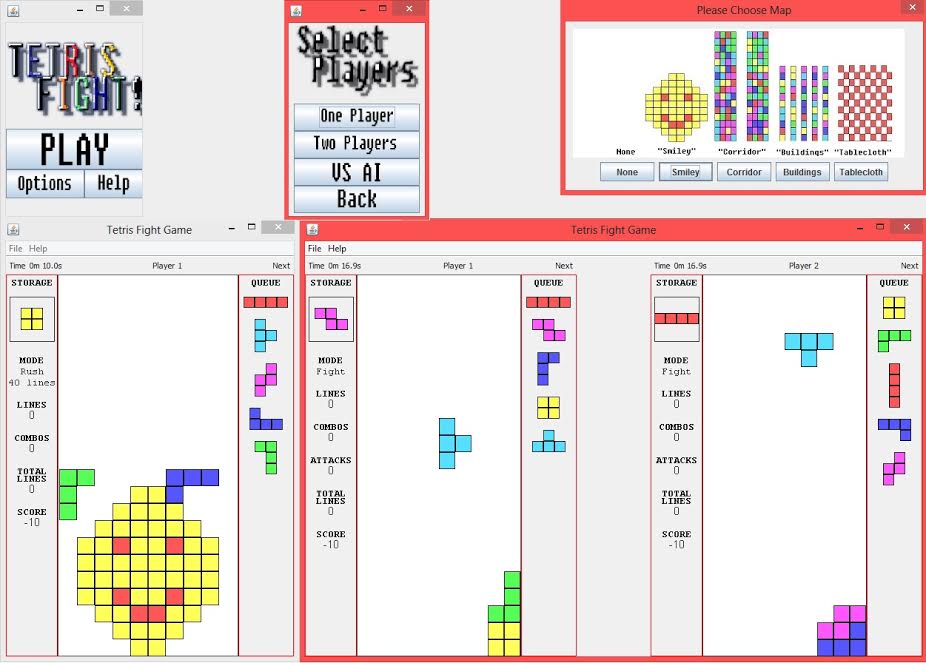 TETRIS
FIGHT!
PLAY
Options
Help
Select
Players
One Player
Two Players
VS AI
Back
Please Choose Map
None
"Smiley"
"Corridor"
"Buildings"
"Tablecloth"
None
Smiley
Corridor
Buildings
Tablecloth
Tetris Fight Game
File Help
Time 0m 10.0s
Player 1
Next
STORAGE
MODE
Rush
40 lines
LINES
0
COMBOS
0
TOTAL
LINES
0
SCORE
-10
QUEUE
Tetris Fight Game
File Help
Time 0m 16.9s
Player 1
Next
STORAGE
MODE
Fight
LINES
0
COMBOS
0
ATTACKS
0
TOTAL
LINES
0
SCORE
-10
QUEUE
Time 0m 16.9s
Player 2
Next
STORAGE
MODE
Fight
LINES
0
COMBOS
0
ATTACKS
0
TOTAL
LINES
0
SCORE
-10
QUEUE